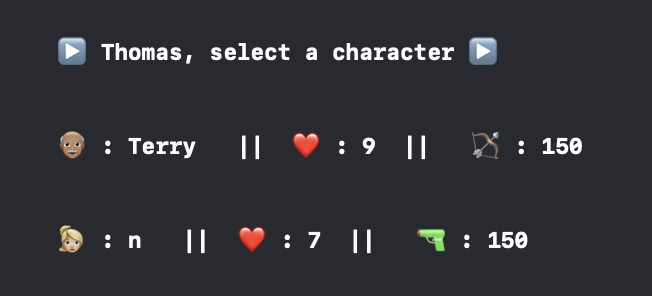 ▶️ Thomas, select a character ▶️
👴🏽 : Terry || ❤️ : 9 || 🏹 : 150
👱🏼‍♀️ : n || ❤️ : 7 || 🔫 : 150